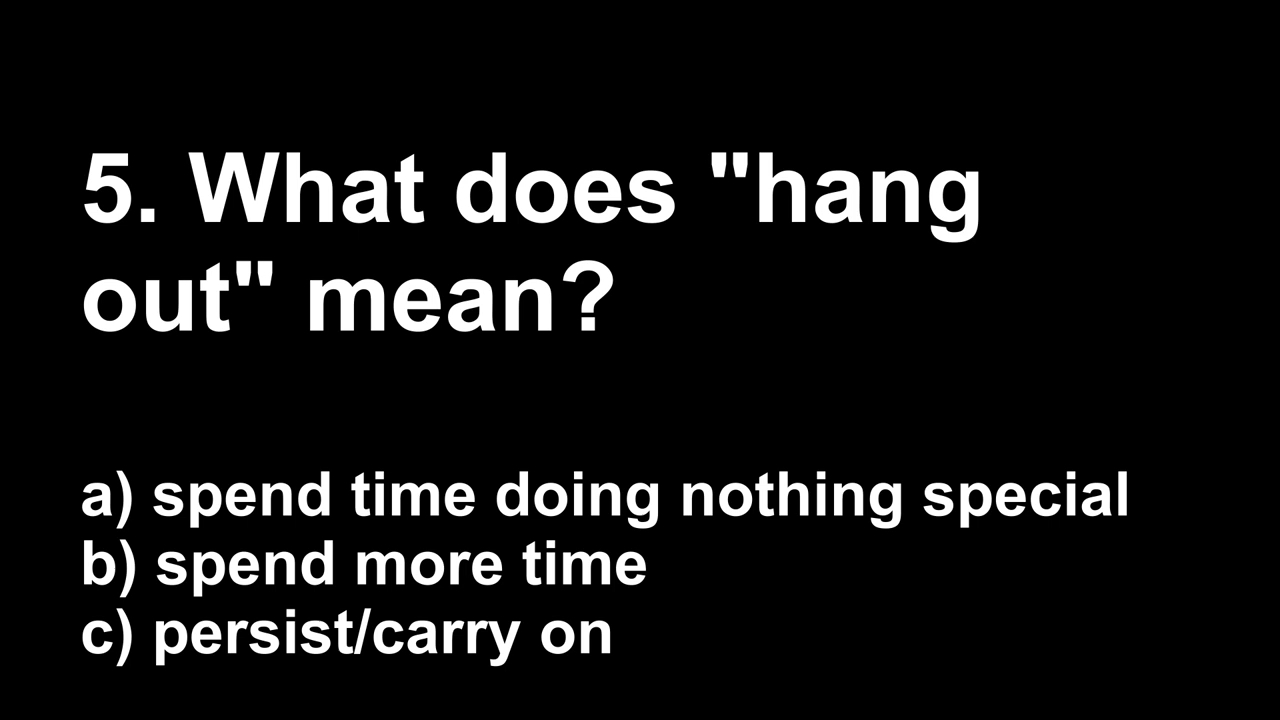 5. What does "hang
out" mean?
a) spend time doing nothing special
b) spend more time
c) persist/carry on